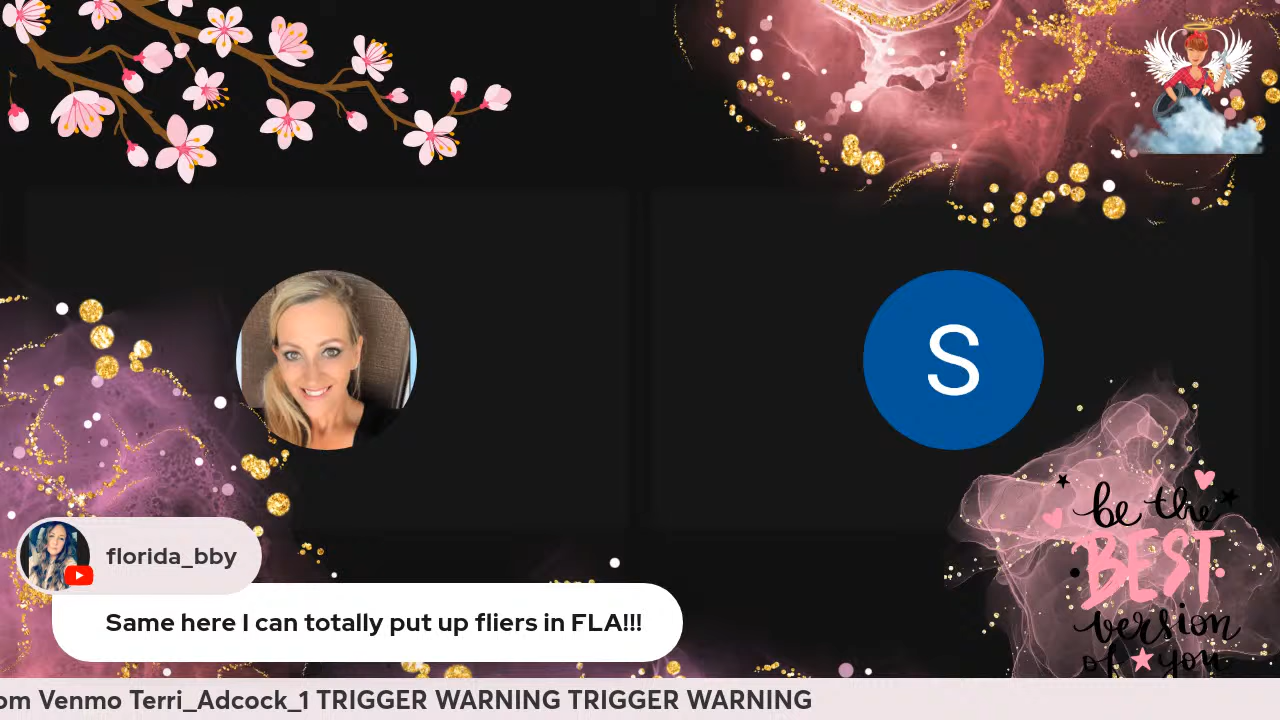 S
be the
BEST
version
of you
florida_bby
Same here I can totally put up fliers in FLA!!!
om Venmo Terri_Adcock_1 TRIGGER WARNING TRIGGER WARNING